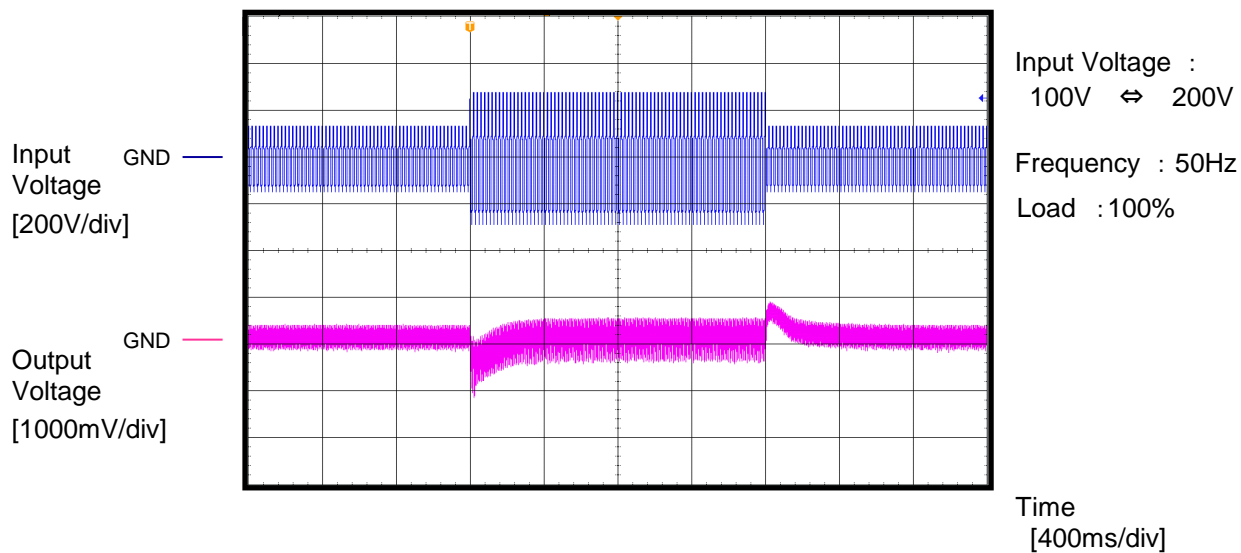 T
Input Voltage :
100V ⇔ 200V
Frequency : 50Hz
Load :100%
Input
Voltage
[200V/div]
GND
GND
Output
Voltage
[1000mV/div]
Time
[400ms/div]